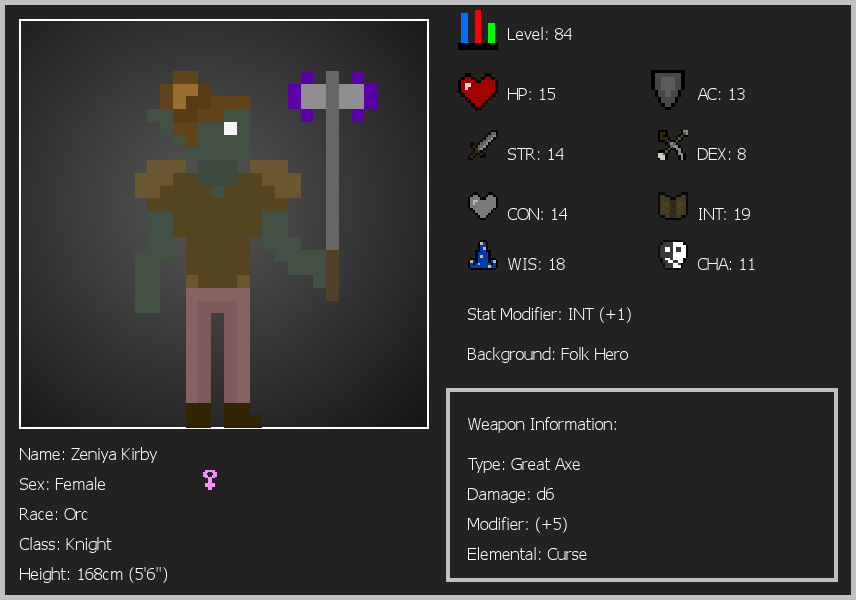 Level: 84
HP: 15
AC: 13
STR: 14
DEX: 8
CON: 14
INT: 19
WIS: 18
CHA: 11
Stat Modifier: INT (+1)
Background: Folk Hero
Weapon Information:
Type: Great Axe
Damage: d6
Modifier: (+5)
Elemental: Curse
Name: Zeniya Kirby
Sex: Female
Race: Orc
Class: Knight
Height: 168cm (5'6")